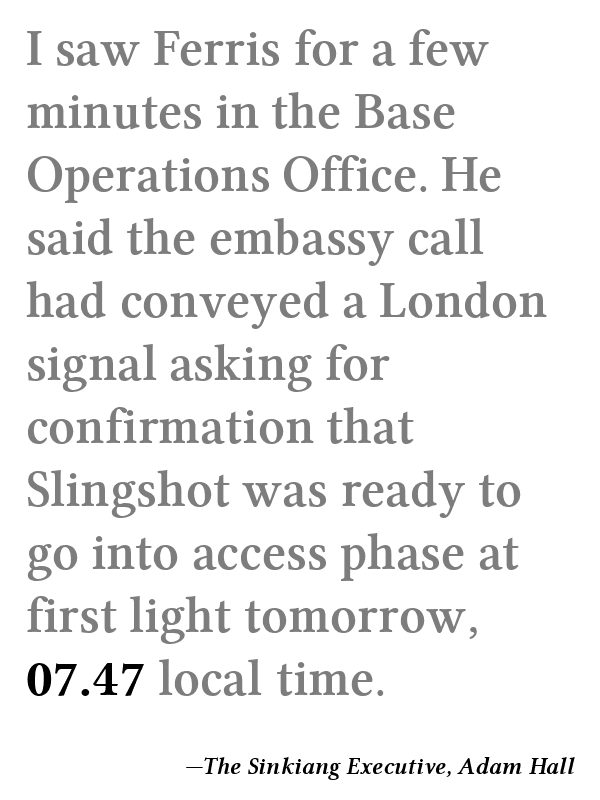 I saw Ferris for a few
minutes in the Base
Operations Office. He
said the embassy call
had conveyed a London
signal asking for
confirmation that
Slingshot was ready to
go into access phase at
first light tomorrow,
07.47 local time.
—The Sinkiang Executive, Adam Hall